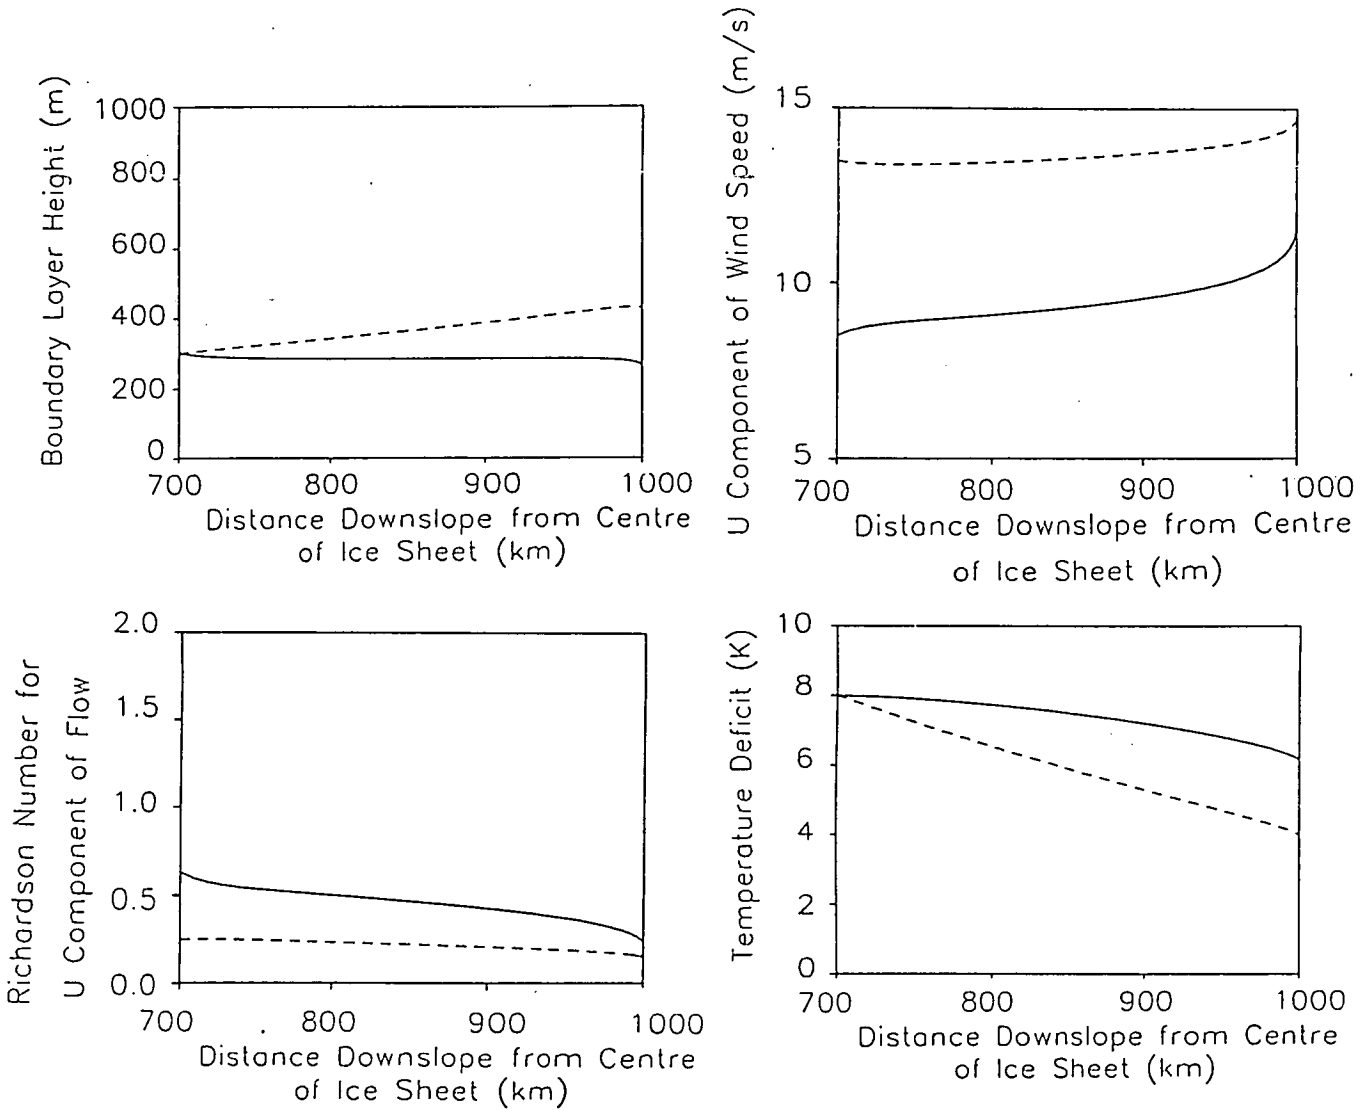 Boundary Layer Height (m)
1000
800
600
400
200
0
700
800
900
1000
Distance Downslope from Centre
of Ice Sheet (km)
U Component of Wind Speed (m/s)
15
10
5
700
800
900
1000
Distance Downslope from Centre
of Ice Sheet (km)
Richardson Number for
U Component of Flow
2.0
1.5
1.0
0.5
0.0
700
800
900
1000
Distance Downslope from Centre
of Ice Sheet (km)
Temperature Deficit (K)
10
8
6
4
2
0
700
800
900
1000
Distance Downslope from Centre
of Ice Sheet (km)